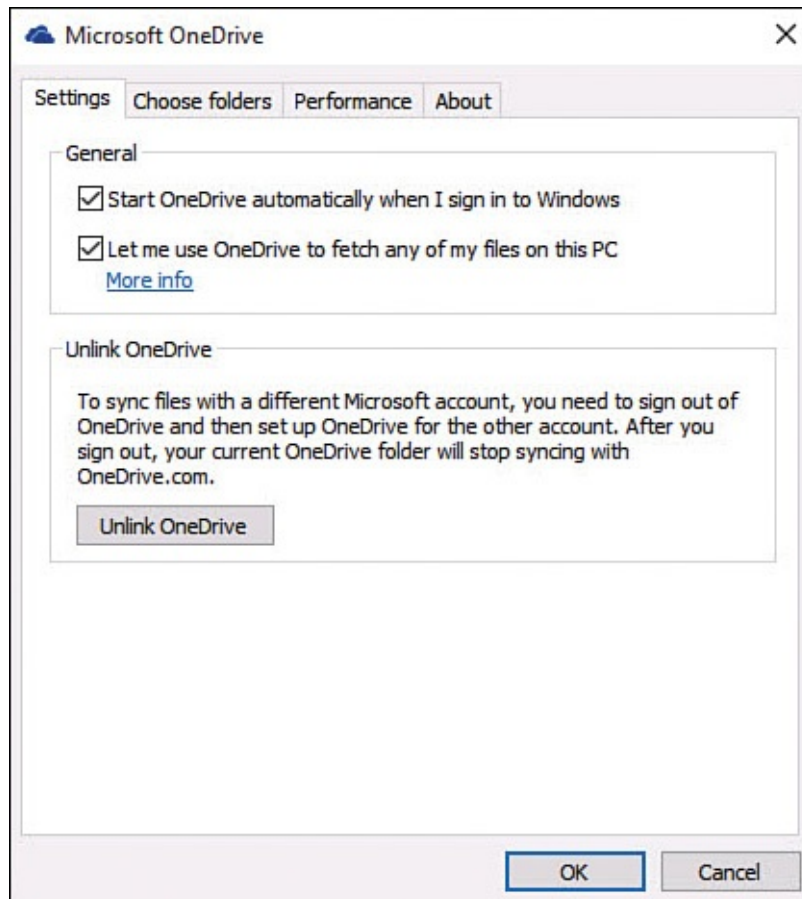 Microsoft OneDrive
Settings Choose folders Performance About
General
Start OneDrive automatically when I sign in to Windows
Let me use OneDrive to fetch any of my files on this PC
More info
Unlink OneDrive
To sync files with a different Microsoft account, you need to sign out of
OneDrive and then set up OneDrive for the other account. After you
sign out, your current OneDrive folder will stop syncing with
OneDrive.com.
Unlink OneDrive
OK Cancel